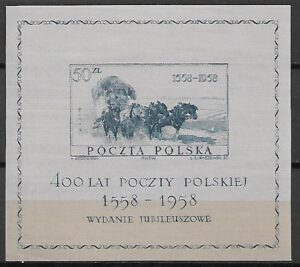 50 ZŁ
1558-1958
POCZTA POLSKA
400 LAT POCZTY POLSKIEJ
1558 - 1958
WYDANIE JUBILEUSZOWE